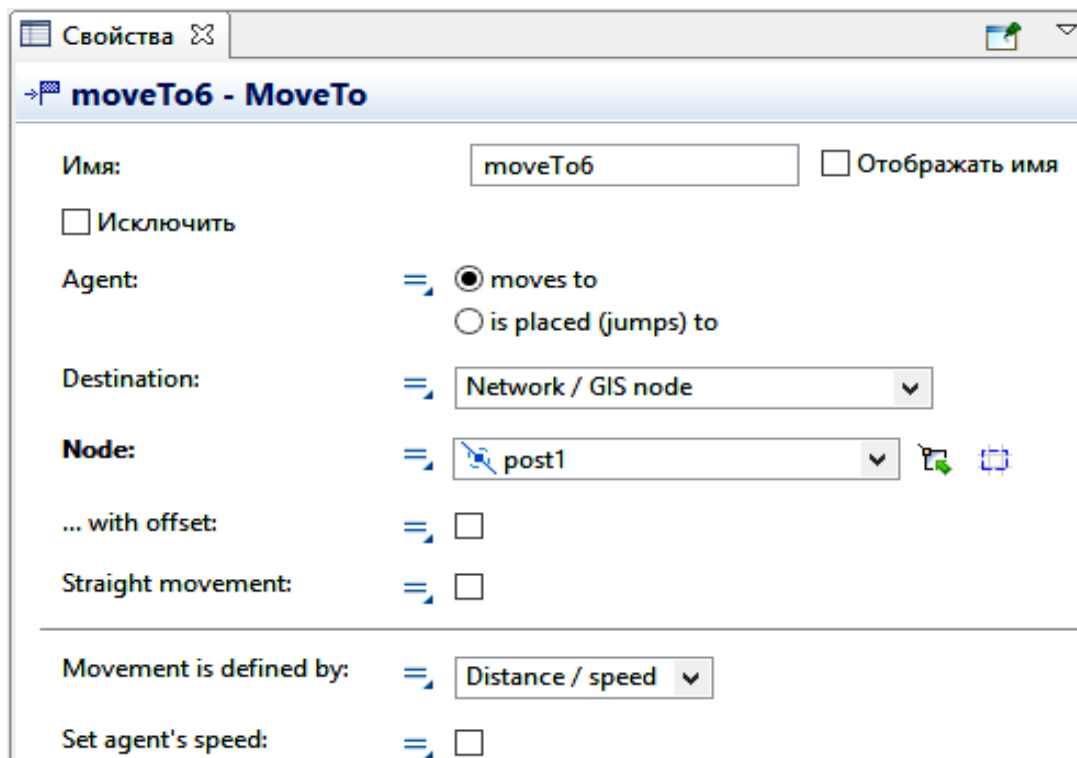 Свойства
moveTo6 - MoveTo
Имя: moveTo6 Отображать имя
Исключить
Agent: moves to
is placed (jumps) to
Destination: Network / GIS node
Node: post1
... with offset:
Straight movement:
Movement is defined by: Distance / speed
Set agent's speed: